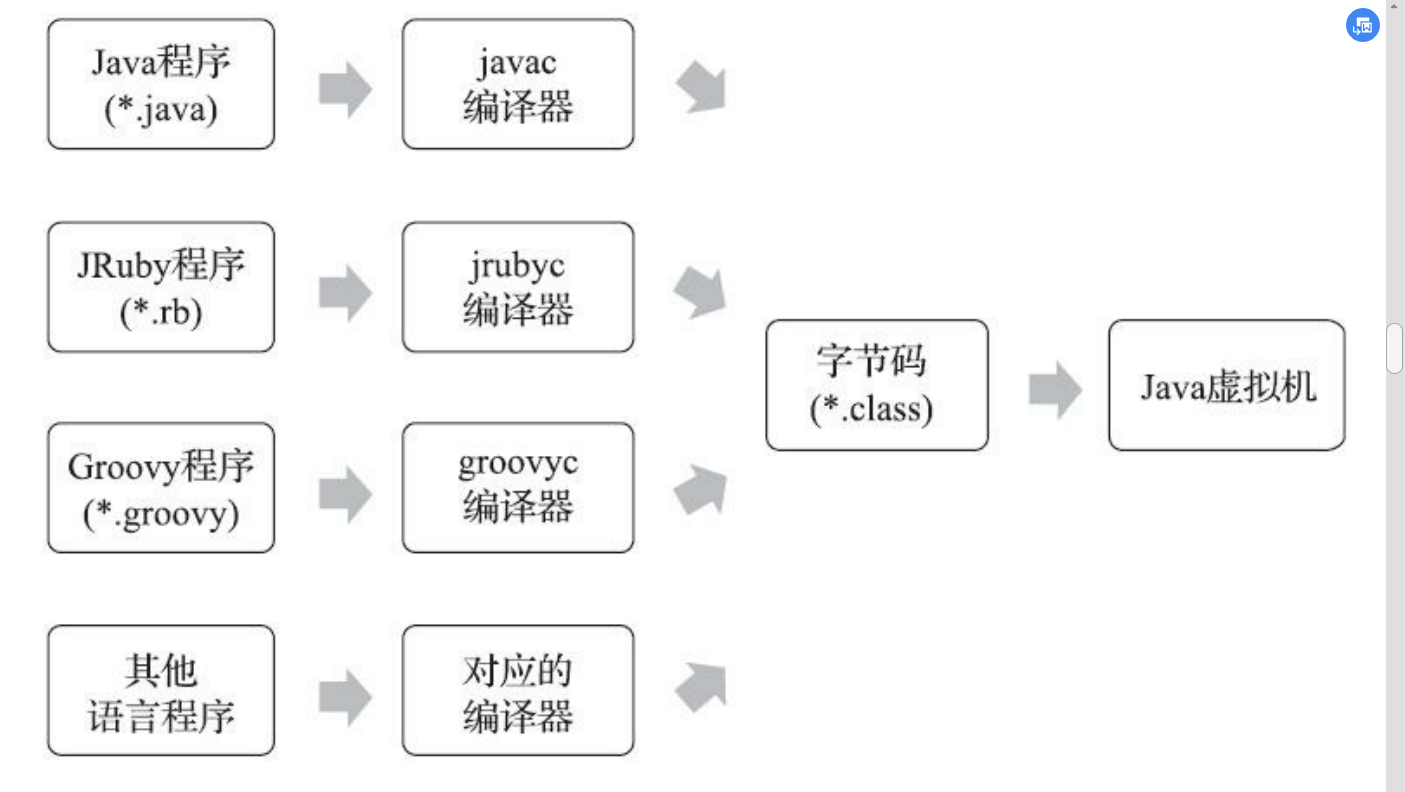 Java程序
(*.java)
javac
编译器
JRuby程序
(*.rb)
jrubyc
编译器
Groovy程序
(*.groovy)
groovyc
编译器
其他
语言程序
对应的
编译器
字节码
(*.class)
Java虚拟机